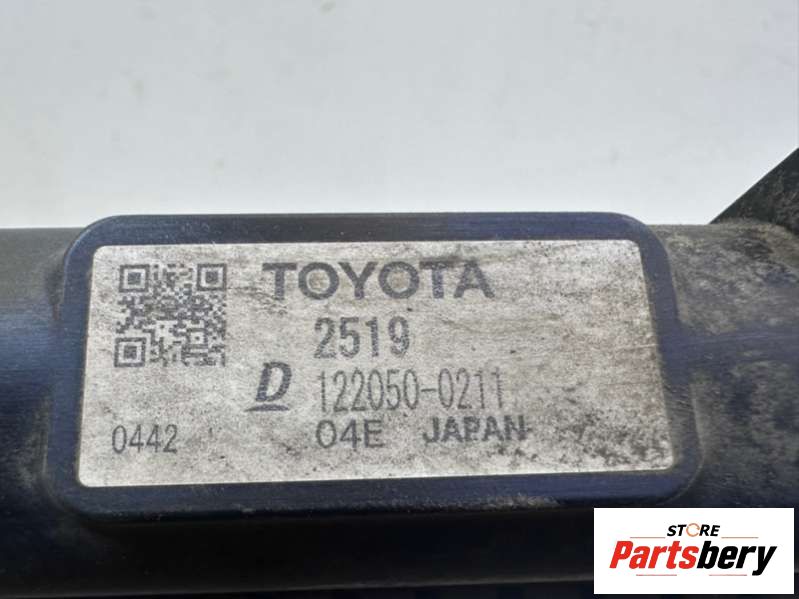 TOYOTA
2519
D 122050-0211
0442 04E JAPAN
STORE
Partsbery